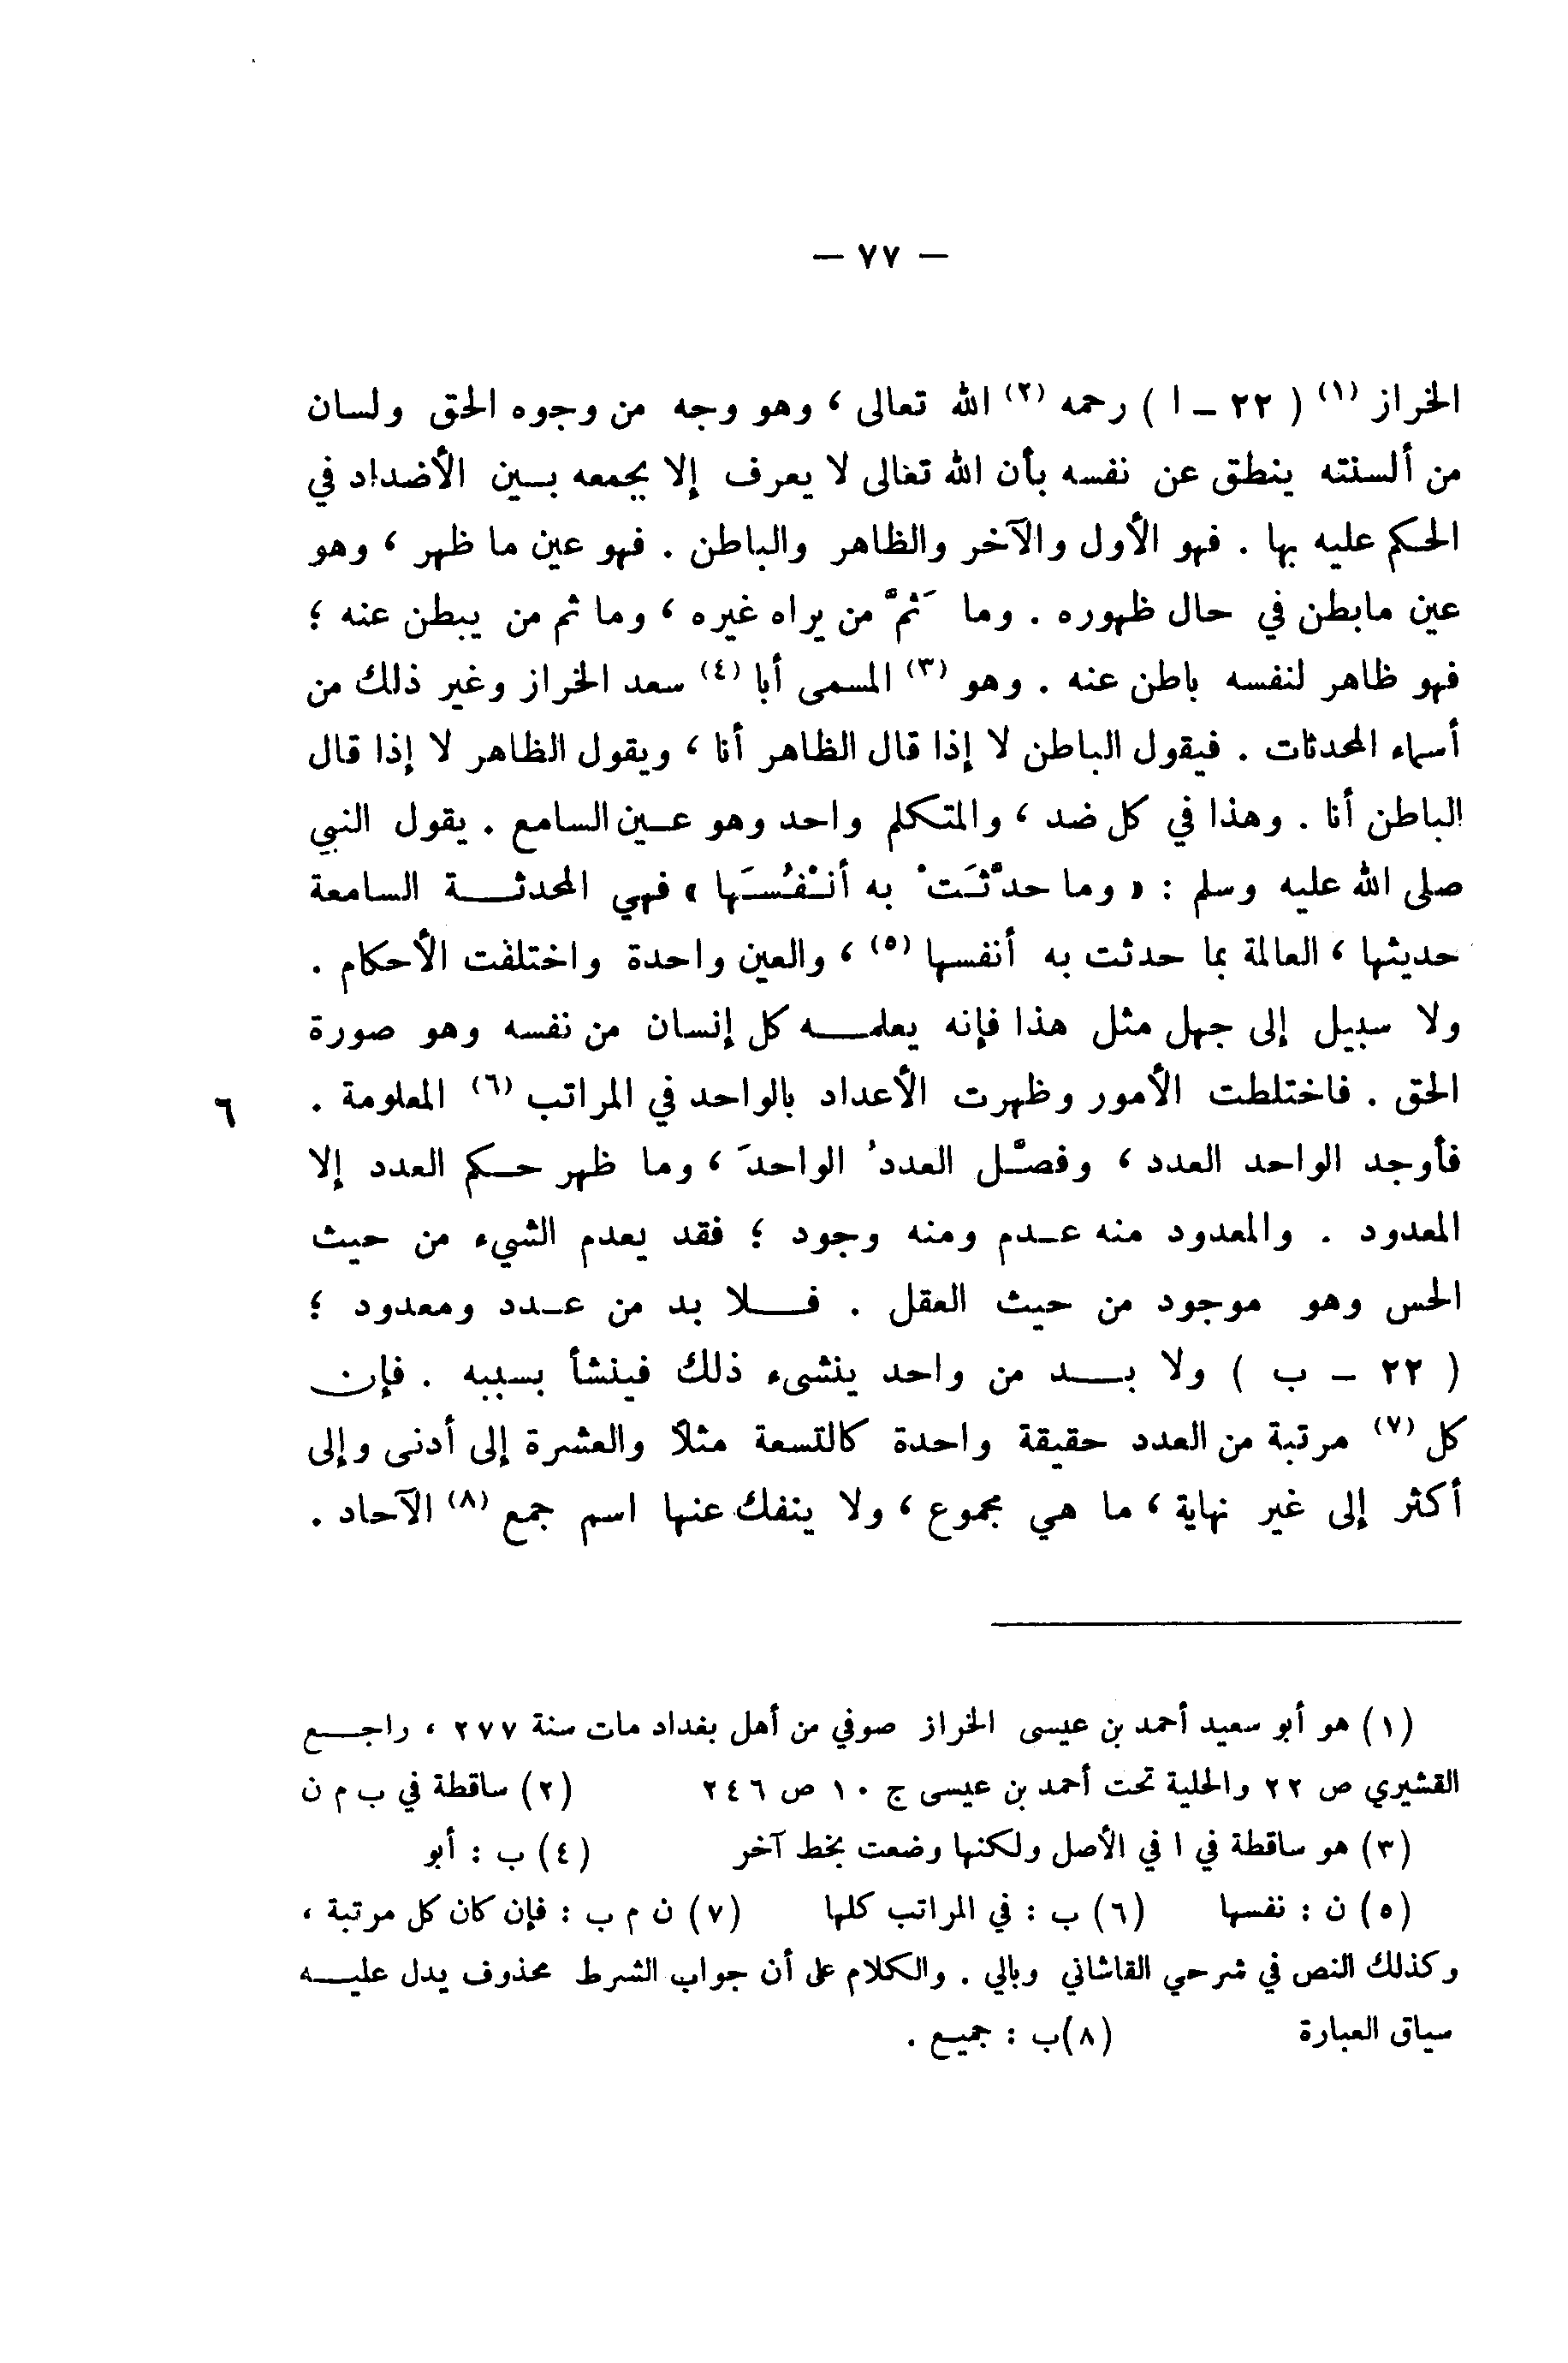 — ٧٧ —
الخراز (١) ( ٢٢ – ا ) رحمه (٢) الله تعالى ، وهو وجه من وجوه الحق ولسان
من ألسنته ينطق عن نفسه بأن الله تعالى لا يعرف إلا بجمعه بين الأضداد في
الحكم عليه بها . فهو الأول والآخر والظاهر والباطن . فهو عين ما ظهر ، وهو
عين مابطن في حال ظهوره . وما ثَمَّ من يراه غيره ، وما ثم من يبطن عنه ؛
فهو ظاهر لنفسه باطن عنه . وهو (٣) المسمى أبا (٤) سعد الخراز وغير ذلك من
أسماء المحدثات . فيقول الباطن لا إذا قال الظاهر أنا ، ويقول الظاهر لا إذا قال
الباطن أنا . وهذا في كل ضد ، والمتكلم واحد وهو عين السامع . يقول النبي
صلى الله عليه وسلم : « وما حدَّثَت ْ به أنْفُسَها » فهي المحدثة السامعة
حديثها ، العالمة بما حدثت به أنفسها (٥) ، والعين واحدة واختلفت الأحكام .
ولا سبيل إلى جهل مثل هذا فإنه يعلمه كل إنسان من نفسه وهو صورة
الحق . فاختلطت الأمور وظهرت الأعداد بالواحد في المراتب (٦) المعلومة . ٦
فأوجد الواحد العدد ، وفصَّل العددُ الواحدَ ، وما ظهر حكم العدد إلا
المعدود . والمعدود منه عدم ومنه وجود ؛ فقد يعدم الشيء من حيث
الحس وهو موجود من حيث العقل . فلا بد من عدد ومعدود ؛
( ٢٢ – ب ) ولا بد من واحد ينشىء ذلك فينشأ بسببه . فإن
كل (٧) مرتبة من العدد حقيقة واحدة كالتسعة مثلاً والعشرة إلى أدنى وإلى
أكثر إلى غير نهاية ، ما هي مجموع ، ولا ينفك عنها اسم جمع (٨) الآحاد .
(١) هو أبو سعيد أحمد بن عيسى الخراز صوفي من أهل بغداد مات سنة ٢٧٧ ، راجع
القشيري ص ٢٢ والحلية تحت أحمد بن عيسى ج ١٠ ص ٢٤٦ (٢) ساقطة في ب م ن
(٣) هو ساقطة في ا في الأصل ولكنها وضعت بخط آخر (٤) ب : أبو
(٥) ن : نفسها (٦) ب : في المراتب كلها (٧) ن م ب : فإن كان كل مرتبة ،
وكذلك النص في شرحي القاشاني وبالي . والكلام على أن جواب الشرط محذوف يدل عليه
سياق العبارة (٨)ب : جميع .